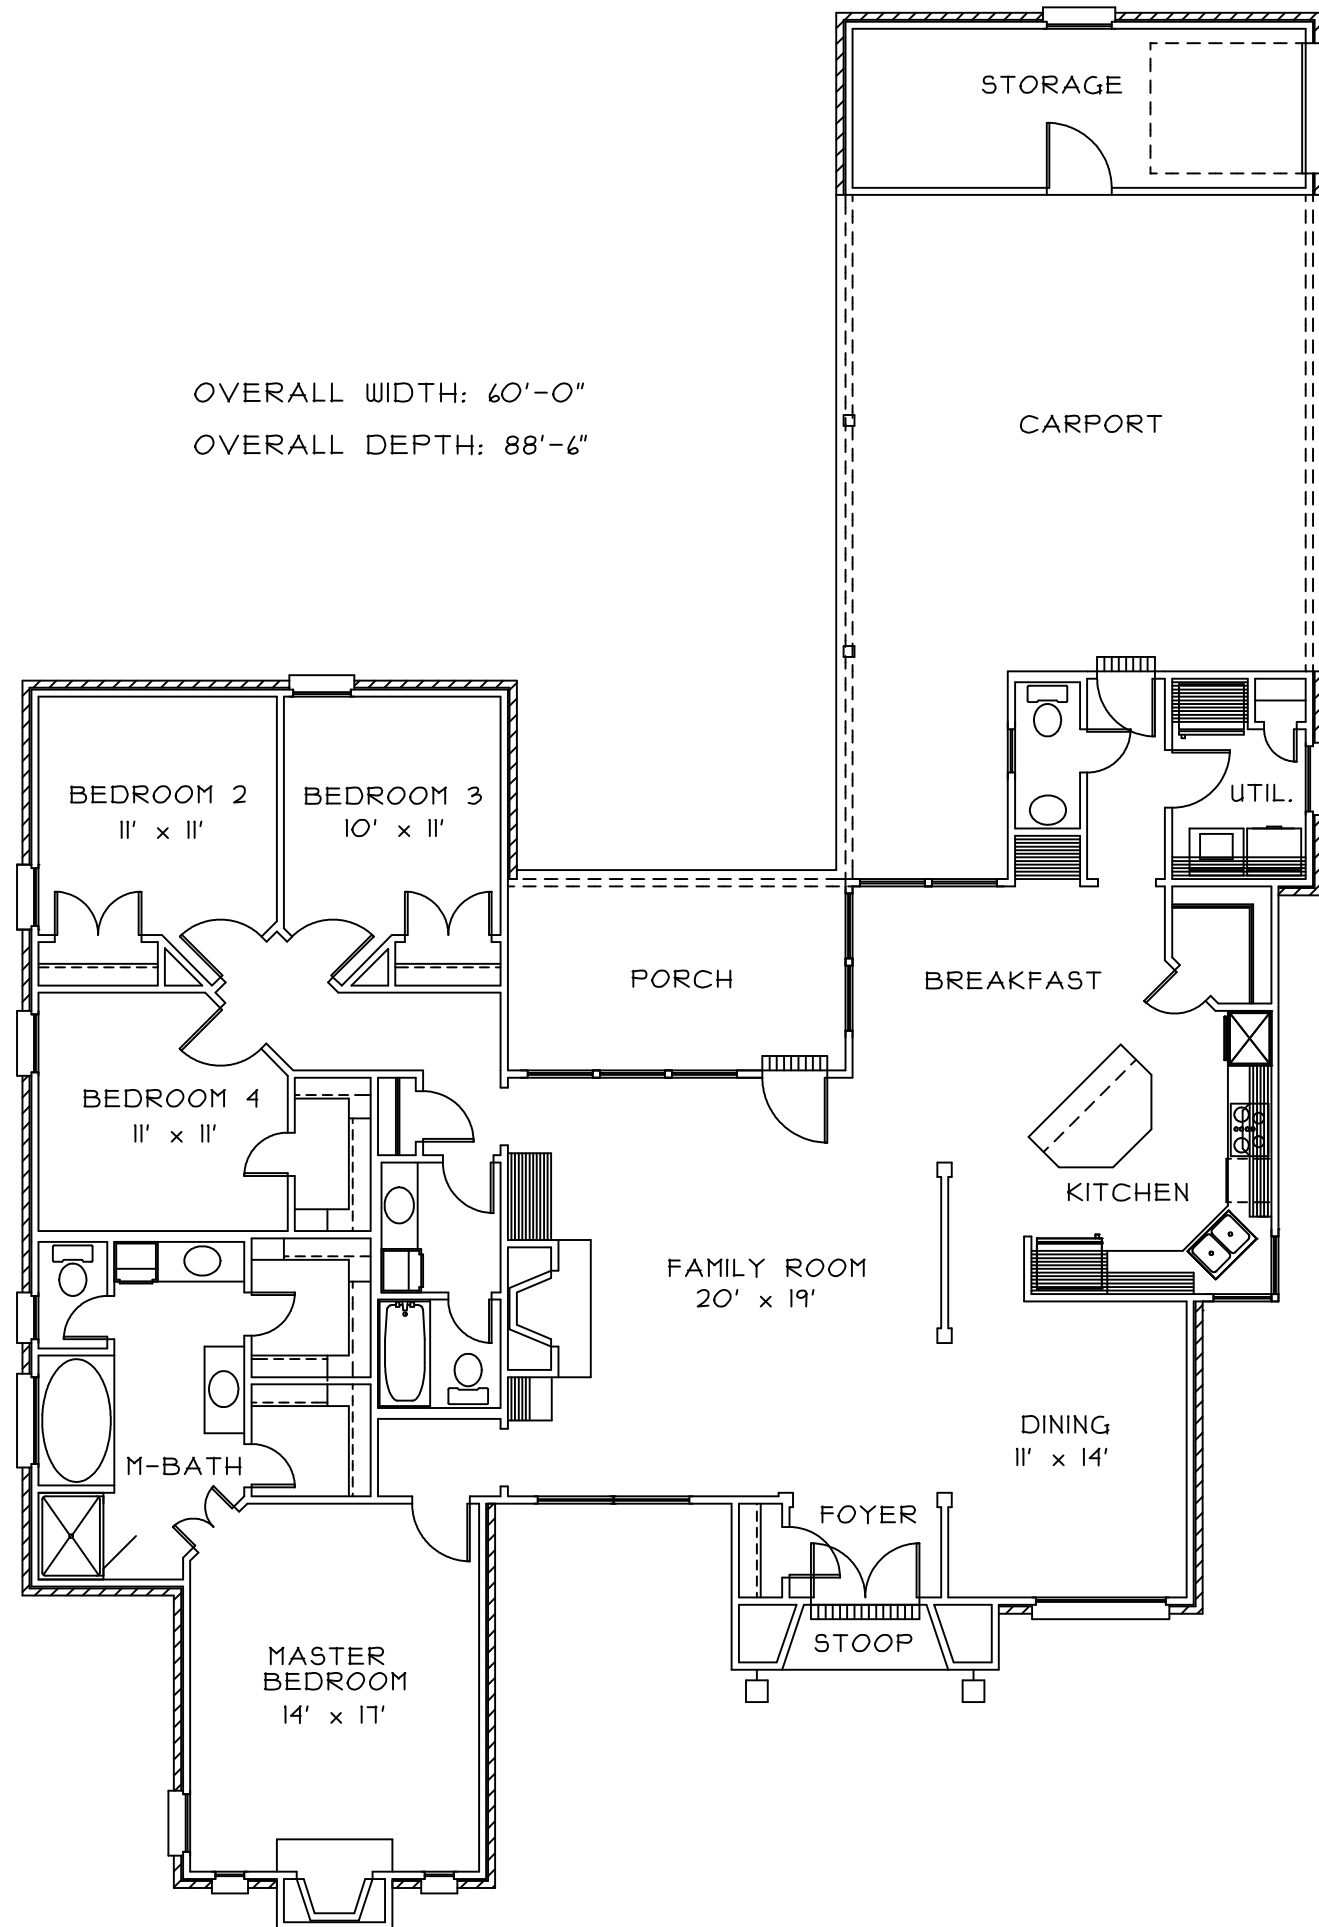 STORAGE
OVERALL WIDTH: 60'-0"
OVERALL DEPTH: 88'-6"
CARPORT
BEDROOM 2
11' x 11'
BEDROOM 3
10' x 11'
UTIL.
PORCH
BREAKFAST
BEDROOM 4
11' x 11'
KITCHEN
FAMILY ROOM
20' x 19'
DINING
11' x 14'
M-BATH
FOYER
STOOP
MASTER
BEDROOM
14' x 17'